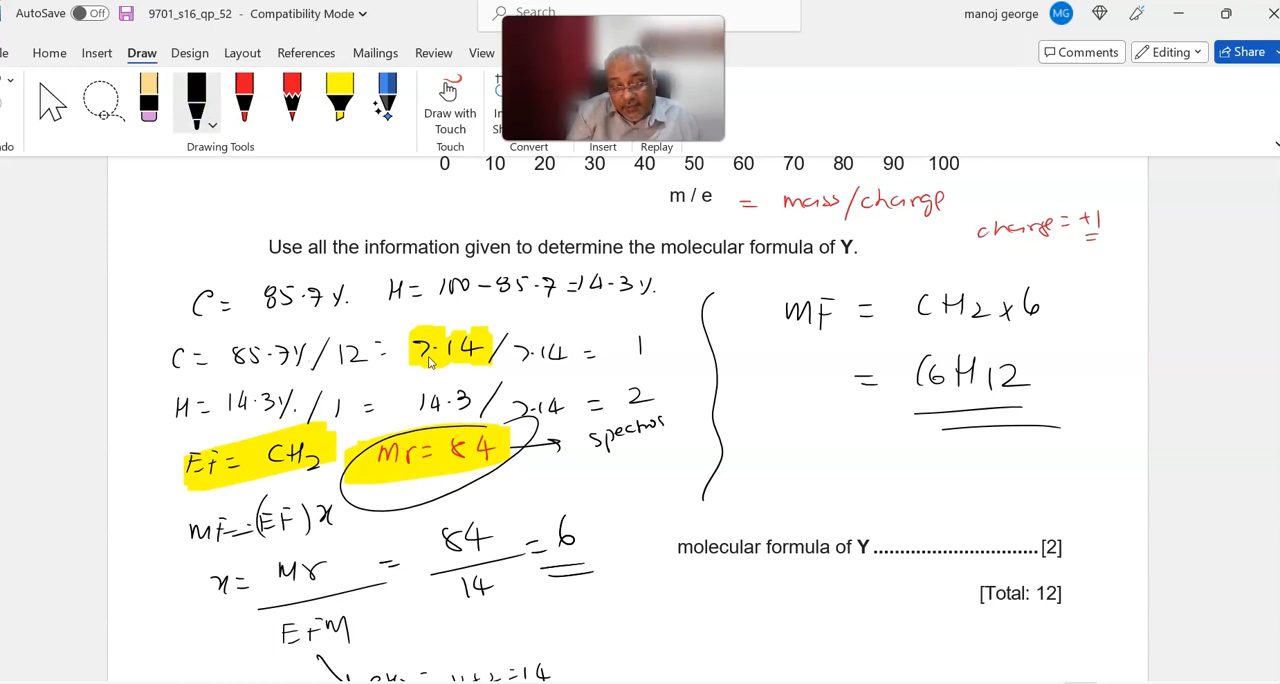 AutoSave Off 9701_s16_qp_52 - Compatibility Mode Search manoj george MG
Home Insert Draw Design Layout References Mailings Review View Comments Editing Share
Draw with
Touch
Drawing Tools Touch Convert Insert Replay
0 10 20 30 40 50 60 70 80 90 100
m / e = mass/charge
charge = +1
Use all the information given to determine the molecular formula of Y.
C = 85.7%. H = 100 - 85.7 = 14.3%.
C = 85.7% / 12 = 7.14 / 7.14 = 1
H = 14.3% / 1 = 14.3 / 7.14 = 2
EF = CH2 Mr = 84 →
MF = (EF)x
x = Mr / EFM = 84 / 14 = 6
CH2 = 12+2 = 14
MF = CH2 x 6
= C6H12
molecular formula of Y .................................. [2]
[Total: 12]